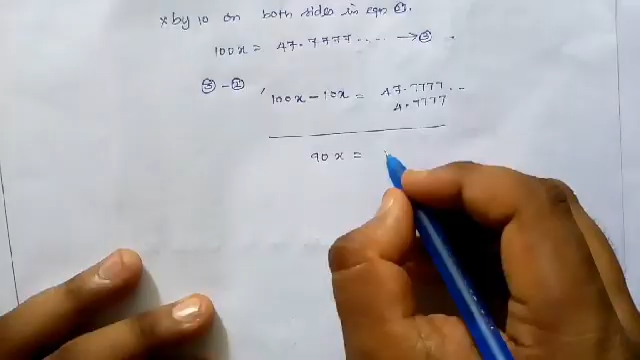 x by 10 on both sides in eqn ②.
100x = 47.7777.... → ③
③ - ② , 100x - 10x = 47.7777...
4.7777
90x =